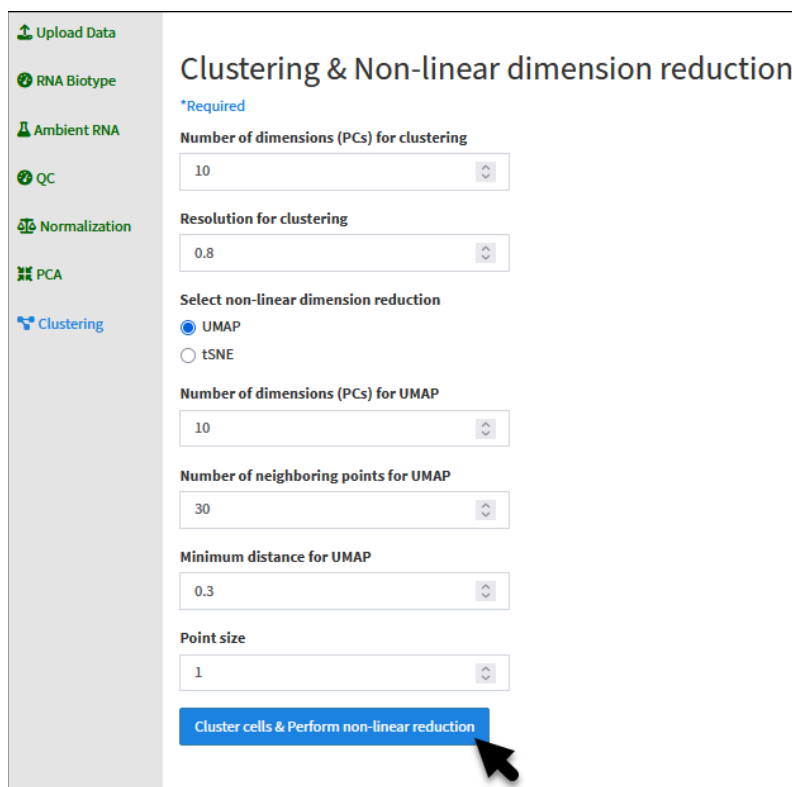 Upload Data
RNA Biotype
Ambient RNA
QC
Normalization
PCA
Clustering
Clustering & Non-linear dimension reduction
*Required
Number of dimensions (PCs) for clustering
10
Resolution for clustering
0.8
Select non-linear dimension reduction
UMAP
tSNE
Number of dimensions (PCs) for UMAP
10
Number of neighboring points for UMAP
30
Minimum distance for UMAP
0.3
Point size
1
Cluster cells & Perform non-linear reduction